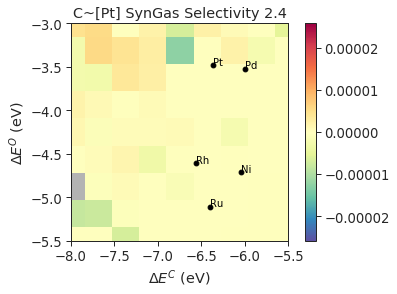 C~[Pt] SynGas Selectivity 2.4
−3.0
−3.5
−4.0
−4.5
−5.0
−5.5
ΔE^O (eV)
Pt
Pd
Rh
Ni
Ru
−8.0 −7.5 −7.0 −6.5 −6.0 −5.5
ΔE^C (eV)
0.00002
0.00001
0.00000
−0.00001
−0.00002